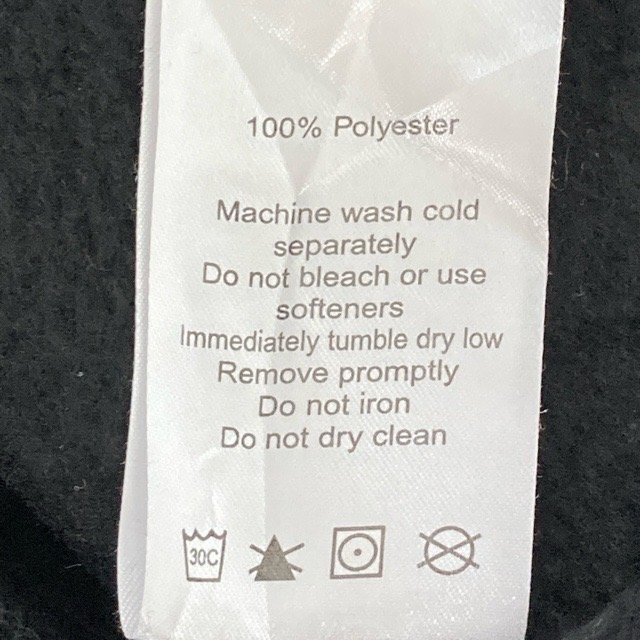 100% Polyester
Machine wash cold
separately
Do not bleach or use
softeners
Immediately tumble dry low
Remove promptly
Do not iron
Do not dry clean
30C